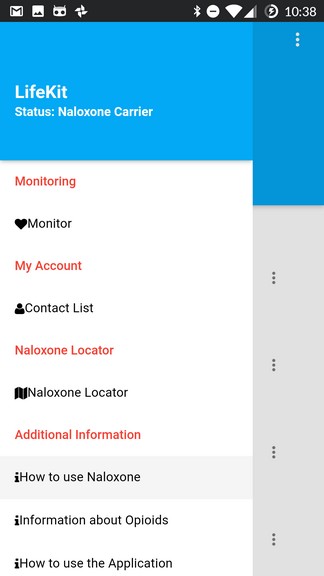 10:38
LifeKit
Status: Naloxone Carrier
Monitoring
Monitor
My Account
Contact List
Naloxone Locator
Naloxone Locator
Additional Information
How to use Naloxone
Information about Opioids
How to use the Application